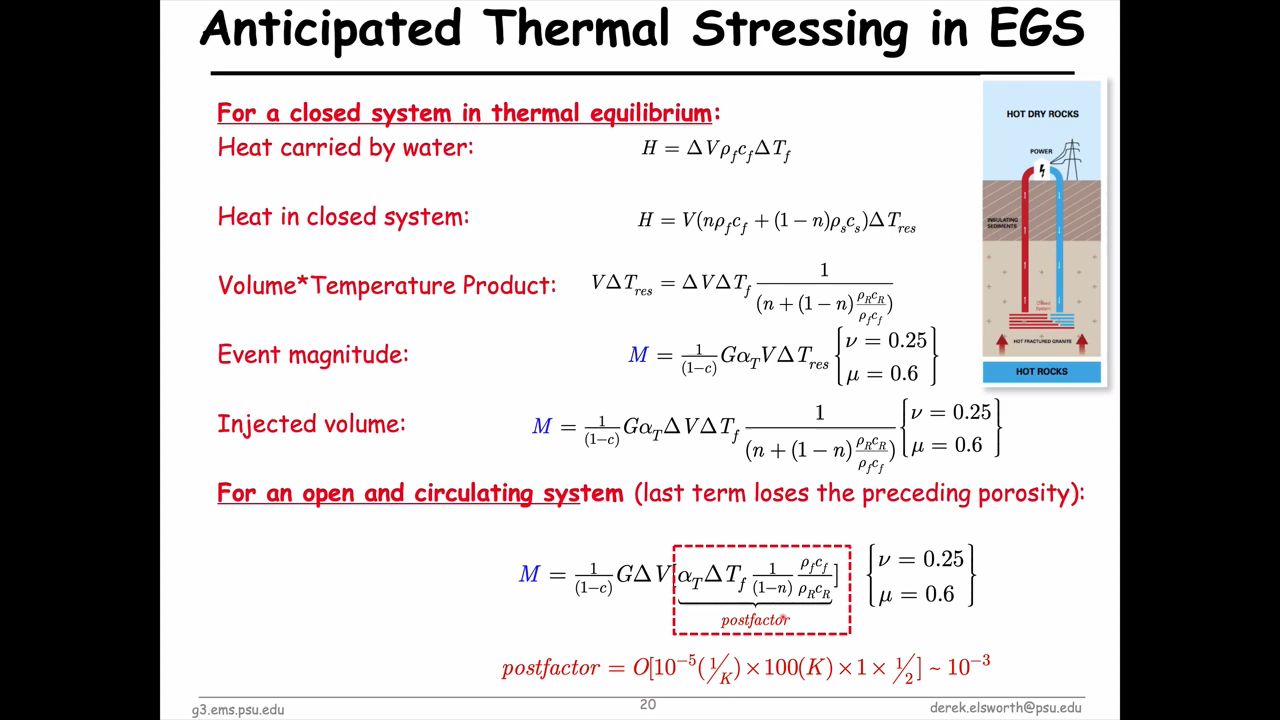 Anticipated Thermal Stressing in EGS
For a closed system in thermal equilibrium:
Heat carried by water: H = ΔVρ_f c_f ΔT_f
Heat in closed system: H = V(nρ_f c_f + (1 − n)ρ_s c_s)ΔT_res
Volume*Temperature Product: VΔT_res = ΔVΔT_f 1/(n + (1 − n) ρ_R c_R/ρ_f c_f)
Event magnitude: M = 1/(1−c) Gα_T VΔT_res {ν = 0.25 μ = 0.6}
Injected volume: M = 1/(1−c) Gα_T ΔVΔT_f 1/(n + (1 − n) ρ_R c_R/ρ_f c_f) {ν = 0.25 μ = 0.6}
For an open and circulating system (last term loses the preceding porosity):
M = 1/(1−c) GΔV[α_T ΔT_f 1/(1−n) ρ_f c_f/ρ_R c_R] {ν = 0.25 μ = 0.6}
postfactor
postfactor = O[10⁻⁵(1/K) × 100(K) × 1 × 1/2] ~ 10⁻³
HOT DRY ROCKS
POWER
INSULATING
SEDIMENTS
Closed
System
HOT FRACTURED GRANITE
HOT ROCKS
g3.ems.psu.edu
20
derek.elsworth@psu.edu